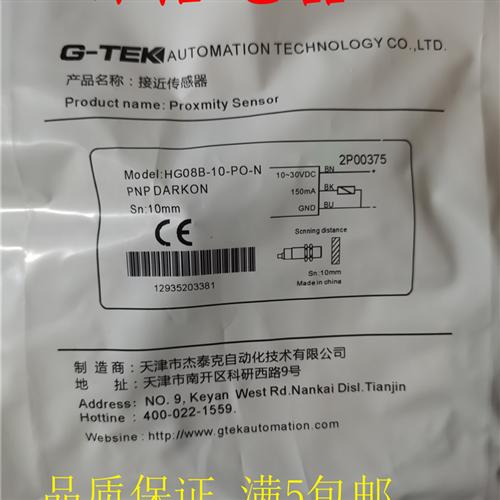 G-TEK AUTOMATION TECHNOLOGY CO.,LTD.
产品名称：接近传感器
Product name: Proxmity Sensor
Model:HG08B-10-PO-N
PNP DARKON
Sn:10mm
2P00375
10~30VDC BN +
150mA BK
GND BU -
CE
Scnning distance
Sn:10mm
Made in china
12935203381
制 造 商：天津市杰泰克自动化技术有限公司
地 址：天津市南开区科研西路9号
Address: NO. 9, Keyan West Rd.Nankai Disl.Tianjin
Hottine : 400-022-1559.
Websine : http://www.gtekautomation.com
品质保证 满5包邮